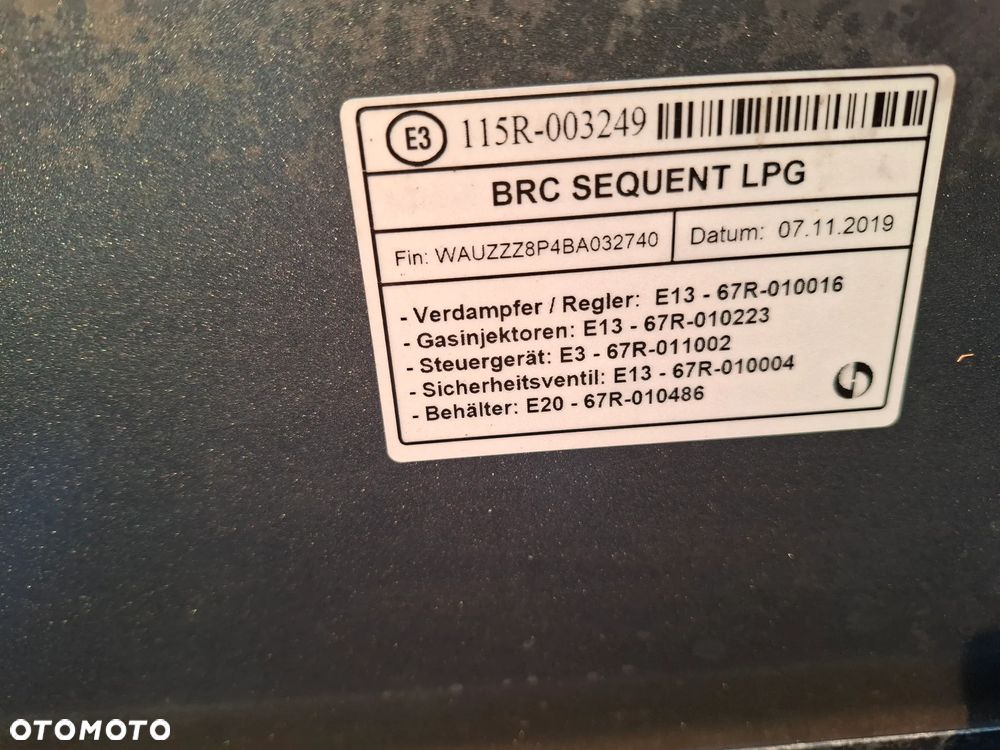 E3 115R-003249
BRC SEQUENT LPG
Fin: WAUZZZ8P4BA032740 Datum: 07.11.2019
- Verdampfer / Regler: E13 - 67R-010016
- Gasinjektoren: E13 - 67R-010223
- Steuergerät: E3 - 67R-011002
- Sicherheitsventil: E13 - 67R-010004
- Behälter: E20 - 67R-010486
OTOMOTO